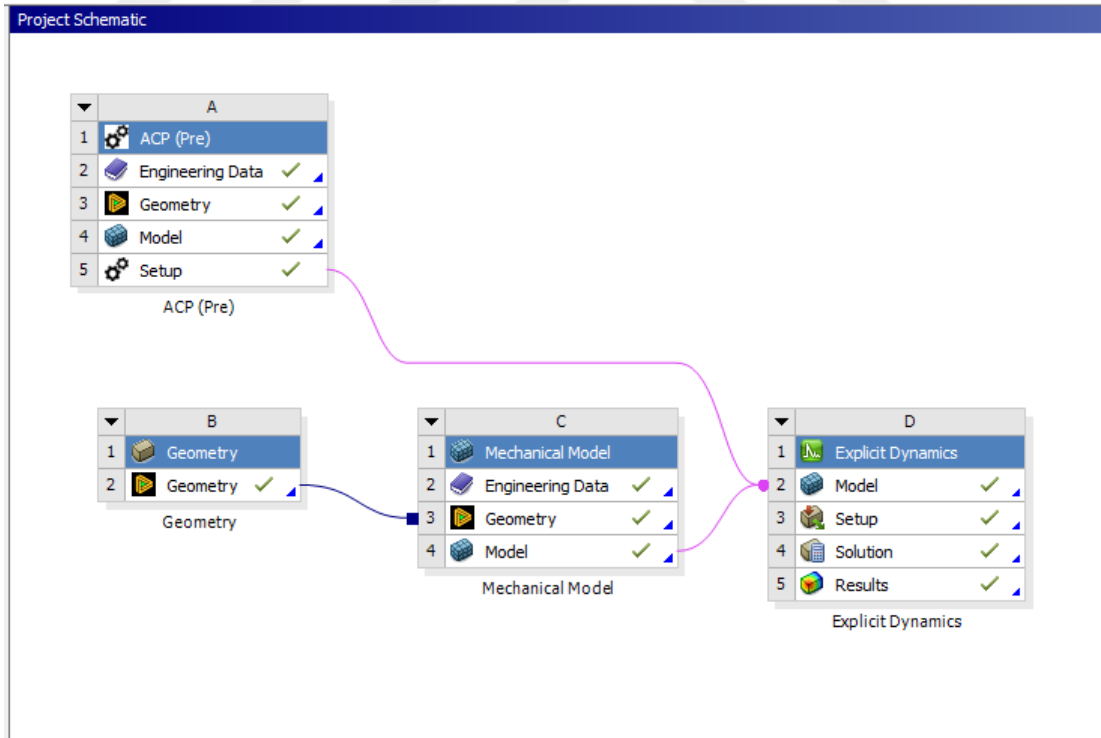 Project Schematic
A
1 ACP (Pre)
2 Engineering Data
3 Geometry
4 Model
5 Setup
ACP (Pre)
B
1 Geometry
2 Geometry
Geometry
C
1 Mechanical Model
2 Engineering Data
3 Geometry
4 Model
Mechanical Model
D
1 Explicit Dynamics
2 Model
3 Setup
4 Solution
5 Results
Explicit Dynamics